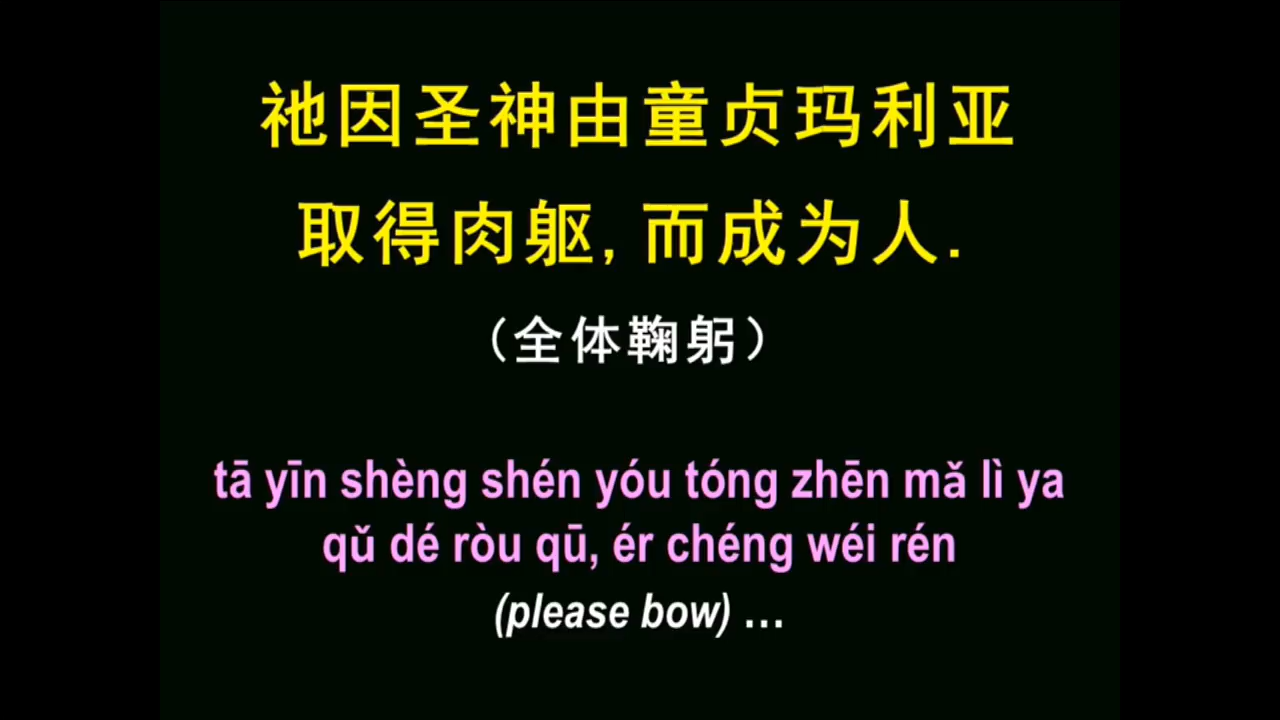 祂因圣神由童贞玛利亚
取得肉躯,而成为人.
（全体鞠躬）
tā yīn shèng shén yóu tóng zhēn mǎ lì ya
qǔ dé ròu qū, ér chéng wéi rén
(please bow) ...